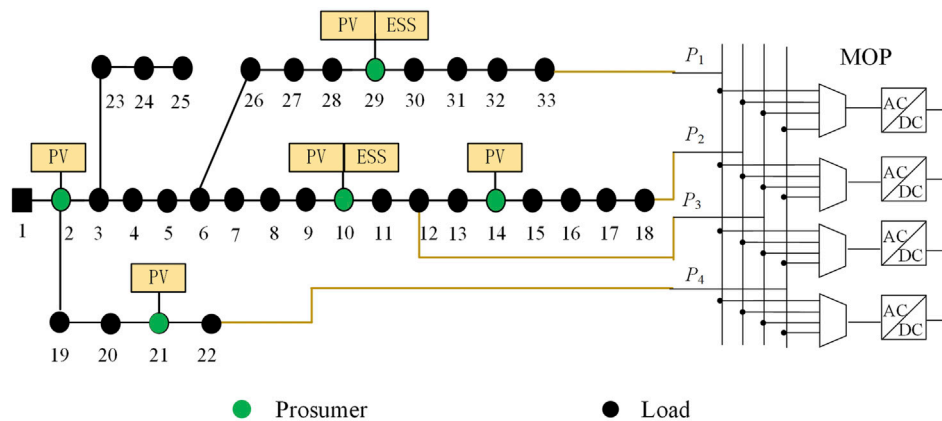 PV ESS
P1
MOP
23 24 25
26 27 28 29 30 31 32 33
AC
DC
PV
PV ESS
PV
P2
AC
DC
P3
1 2 3 4 5 6 7 8 9 10 11 12 13 14 15 16 17 18
AC
DC
PV
P4
AC
DC
19 20 21 22
Prosumer
Load